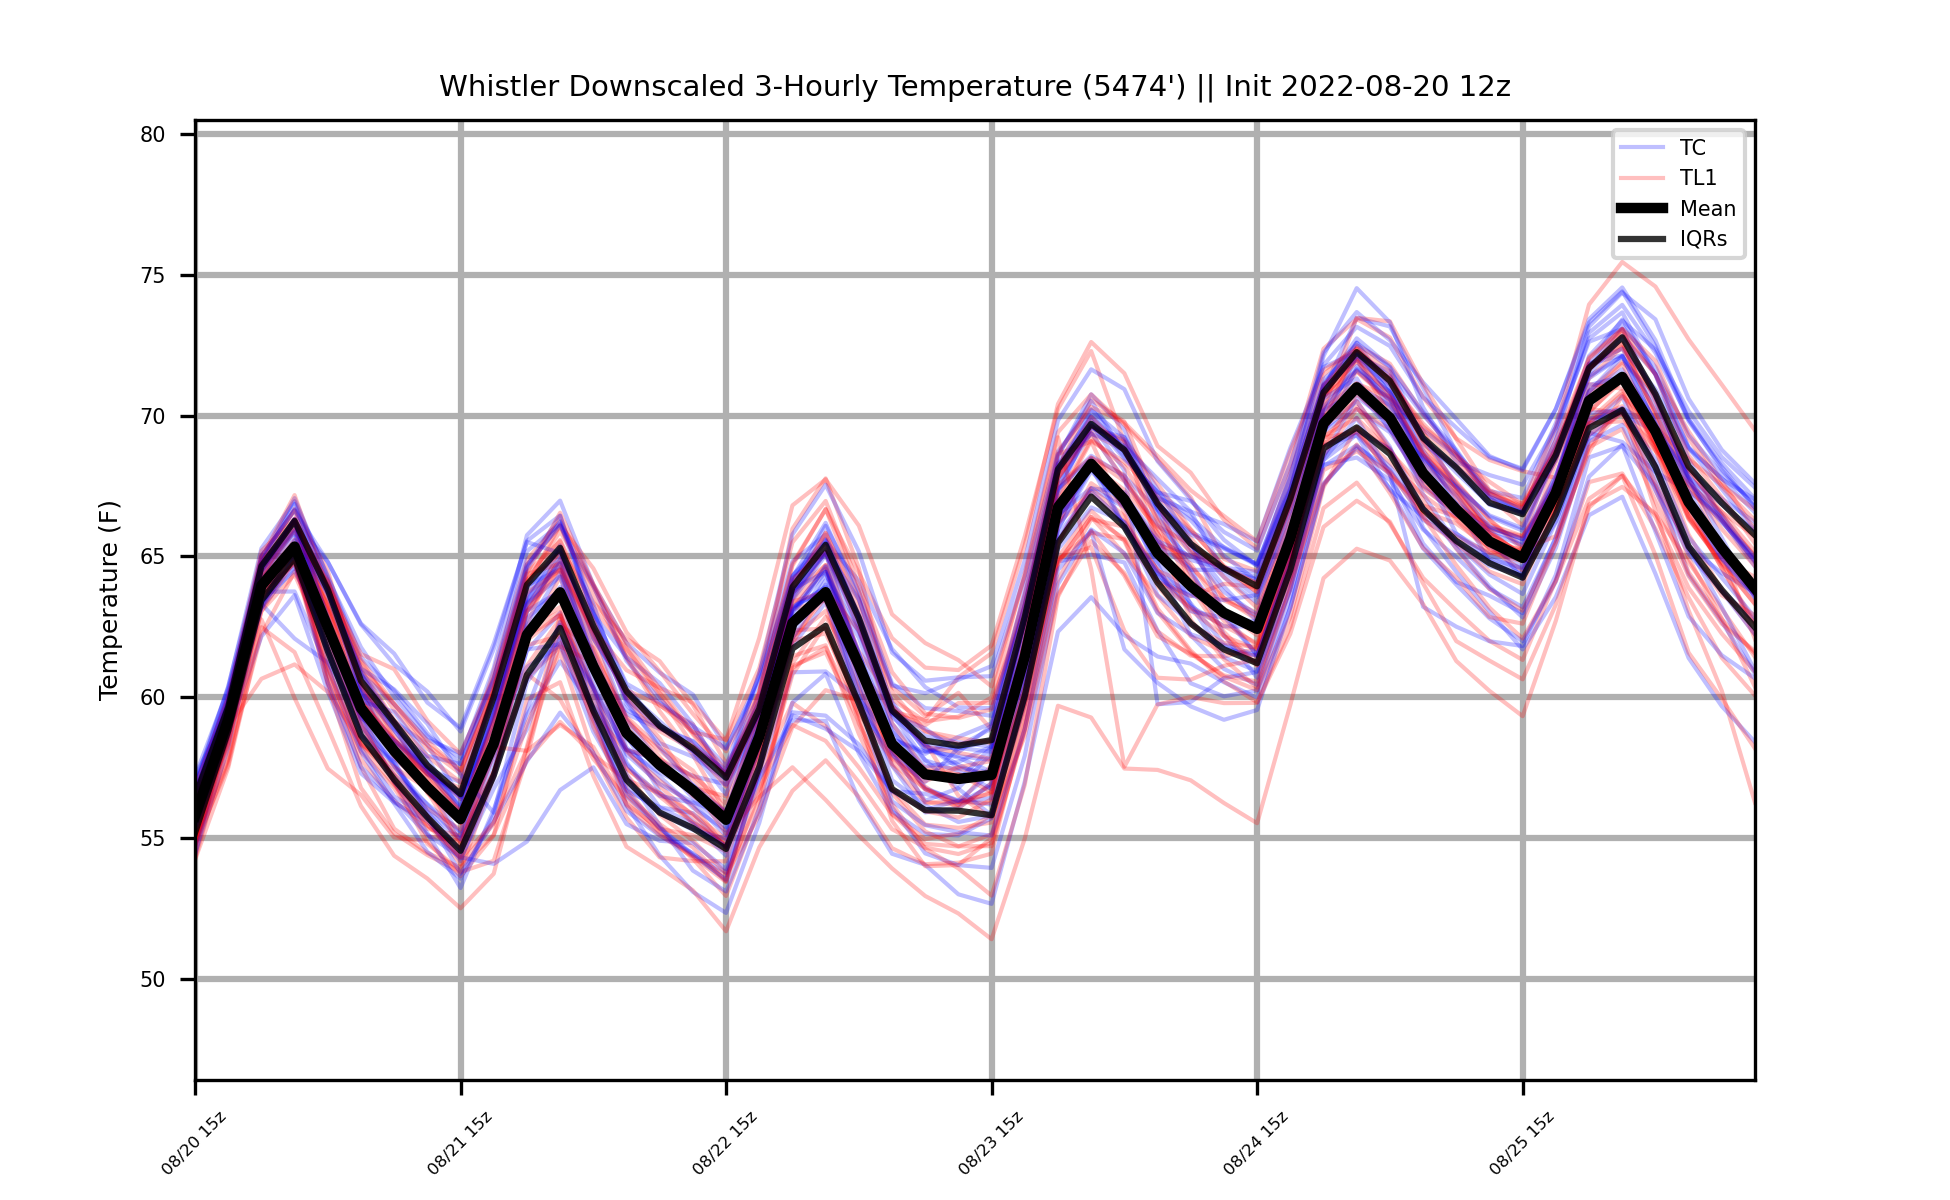 Whistler Downscaled 3-Hourly Temperature (5474') || Init 2022-08-20 12z
TC
TL1
Mean
IQRs
Temperature (F)
80
75
70
65
60
55
50
08/20 15z
08/21 15z
08/22 15z
08/23 15z
08/24 15z
08/25 15z